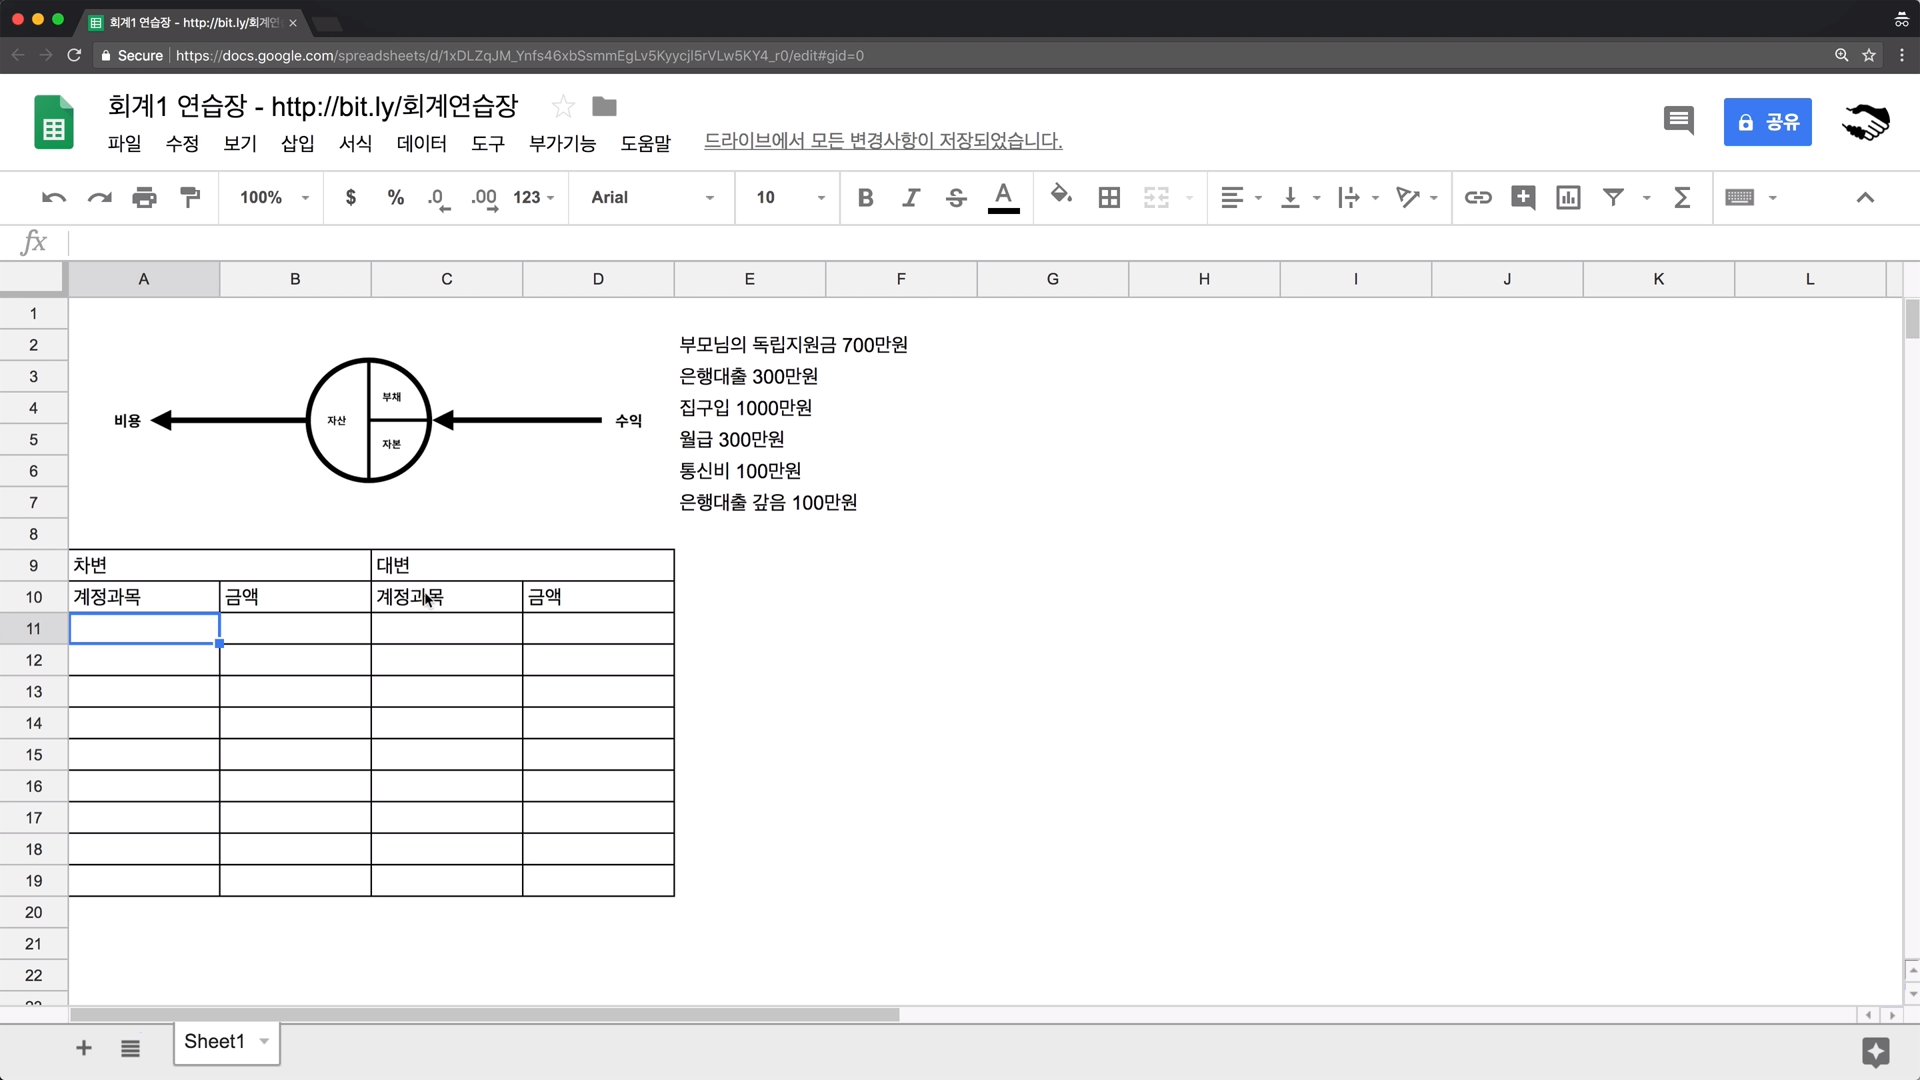 회계1 연습장 - http://bit.ly/회계연
Secure
https://docs.google.com/spreadsheets/d/1xDLZqJM_Ynfs46xbSsmmEgLv5Kyycjl5rVLw5KY4_r0/edit#gid=0
회계1 연습장 - http://bit.ly/회계연습장
파일 수정 보기 삽입 서식 데이터 도구 부가기능 도움말 드라이브에서 모든 변경사항이 저장되었습니다.
공유
100% $ % .0 .00 123 Arial 10 B I S A
fx
A B C D E F G H I J K L
1
2 부모님의 독립지원금 700만원
3 은행대출 300만원
4 집구입 1000만원
비용 자산 부채 자본 수익
5 월급 300만원
6 통신비 100만원
7 은행대출 갚음 100만원
8
9 차변 대변
10 계정과목 금액 계정과목 금액
11
12
13
14
15
16
17
18
19
20
21
22
Sheet1